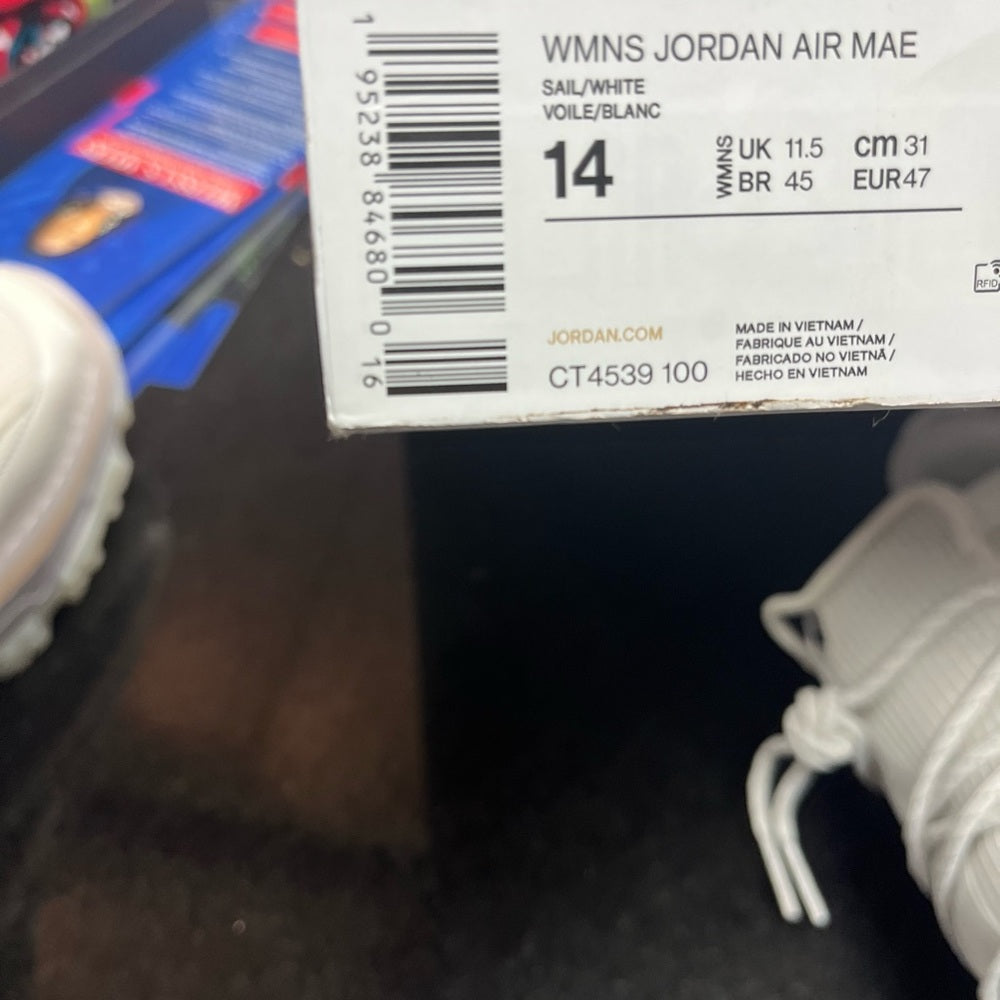 1 95238 84680 0 16
WMNS JORDAN AIR MAE
SAIL/WHITE
VOILE/BLANC
14
WMNS
UK 11.5 cm 31
BR 45 EUR 47
RFID
JORDAN.COM
CT4539 100
MADE IN VIETNAM /
FABRIQUE AU VIETNAM /
FABRICADO NO VIETNÃ /
HECHO EN VIETNAM